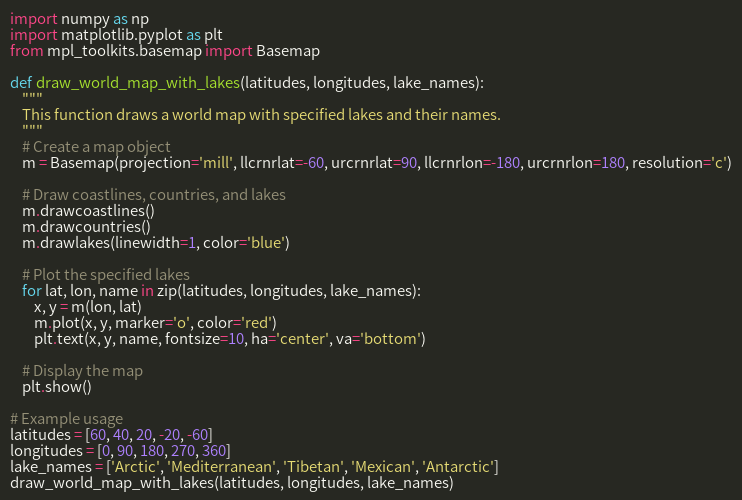 import numpy as np
import matplotlib.pyplot as plt
from mpl_toolkits.basemap import Basemap

def draw_world_map_with_lakes(latitudes, longitudes, lake_names):
    """
    This function draws a world map with specified lakes and their names.
    """
    # Create a map object
    m = Basemap(projection='mill', llcrnrlat=-60, urcrnrlat=90, llcrnrlon=-180, urcrnrlon=180, resolution='c')

    # Draw coastlines, countries, and lakes
    m.drawcoastlines()
    m.drawcountries()
    m.drawlakes(linewidth=1, color='blue')

    # Plot the specified lakes
    for lat, lon, name in zip(latitudes, longitudes, lake_names):
        x, y = m(lon, lat)
        m.plot(x, y, marker='o', color='red')
        plt.text(x, y, name, fontsize=10, ha='center', va='bottom')

    # Display the map
    plt.show()

# Example usage
latitudes = [60, 40, 20, -20, -60]
longitudes = [0, 90, 180, 270, 360]
lake_names = ['Arctic', 'Mediterranean', 'Tibetan', 'Mexican', 'Antarctic']
draw_world_map_with_lakes(latitudes, longitudes, lake_names)